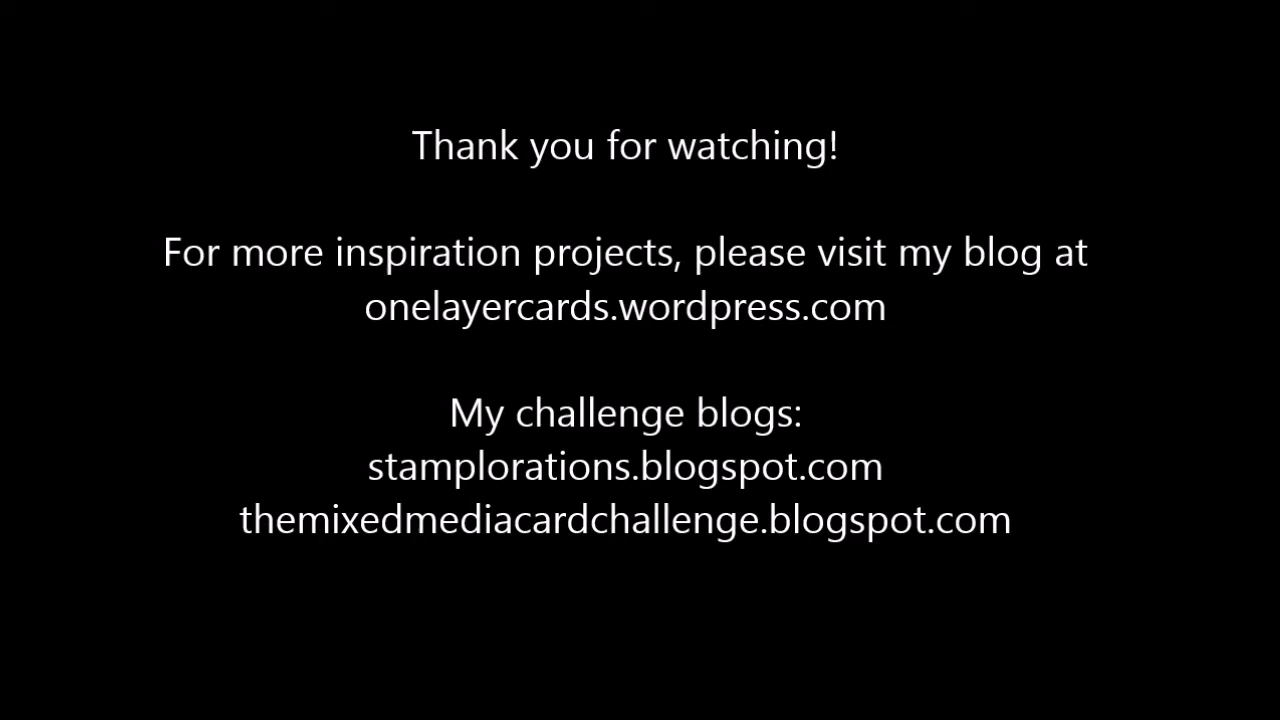 Thank you for watching!
For more inspiration projects, please visit my blog at
onelayercards.wordpress.com
My challenge blogs:
stamplorations.blogspot.com
themixedmediacardchallenge.blogspot.com